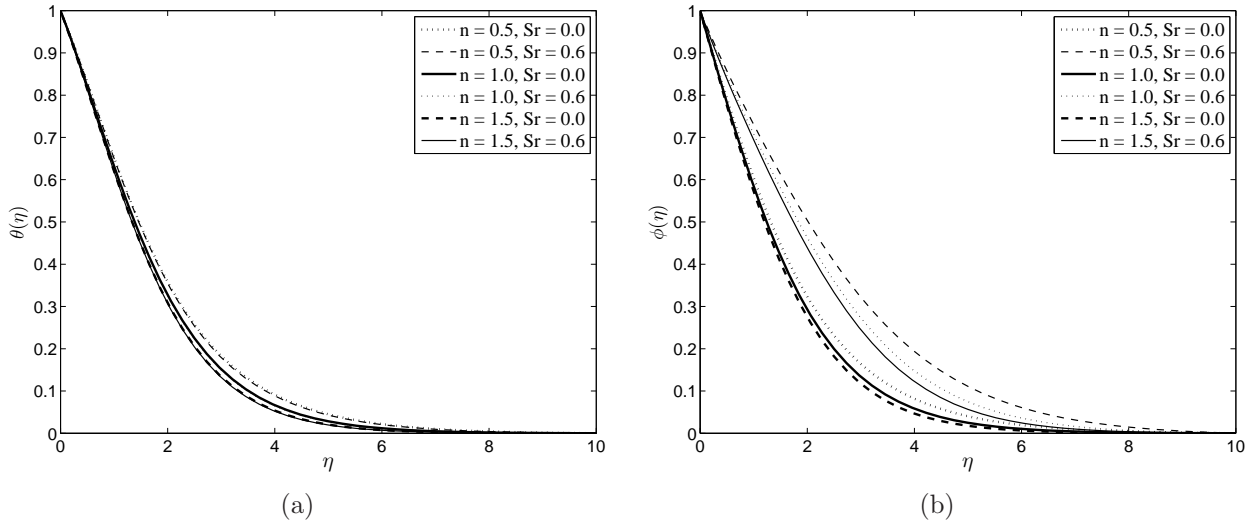 1
0.9
0.8
0.7
0.6
0.5
0.4
0.3
0.2
0.1
0
θ(η)
n = 0.5, Sr = 0.0
n = 0.5, Sr = 0.6
n = 1.0, Sr = 0.0
n = 1.0, Sr = 0.6
n = 1.5, Sr = 0.0
n = 1.5, Sr = 0.6
0 2 4 6 8 10
η
(a)
1
0.9
0.8
0.7
0.6
0.5
0.4
0.3
0.2
0.1
0
ϕ(η)
n = 0.5, Sr = 0.0
n = 0.5, Sr = 0.6
n = 1.0, Sr = 0.0
n = 1.0, Sr = 0.6
n = 1.5, Sr = 0.0
n = 1.5, Sr = 0.6
0 2 4 6 8 10
η
(b)